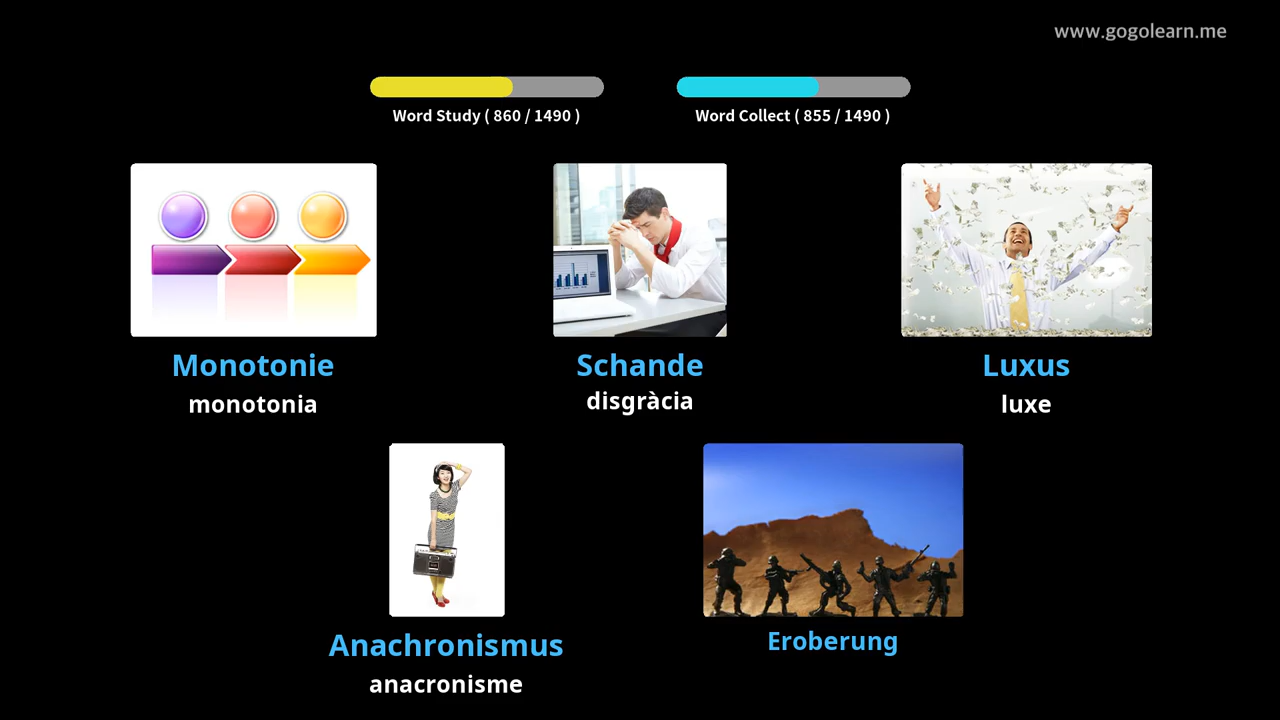 www.gogolearn.me
Word Study ( 860 / 1490 )
Word Collect ( 855 / 1490 )
Monotonie
monotonia
Schande
disgràcia
Luxus
luxe
Anachronismus
anacronisme
Eroberung